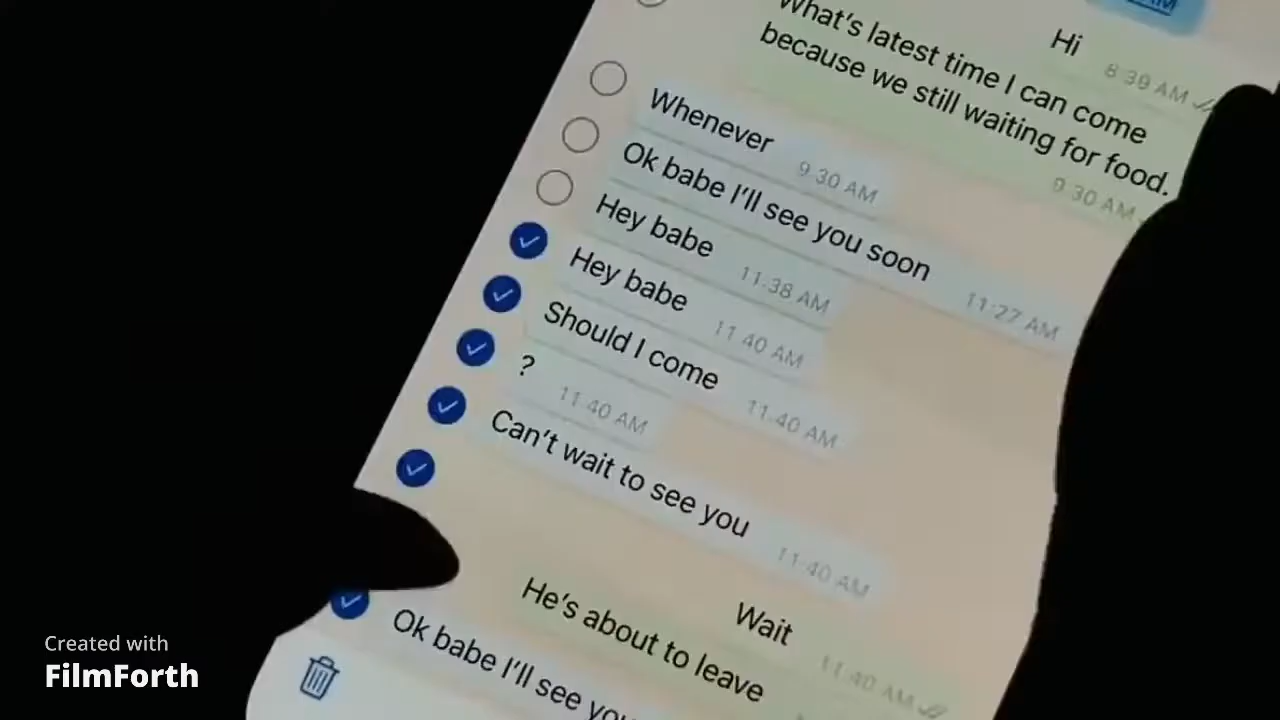 Hi
8:39 AM
What's latest time I can come
because we still waiting for food.
9:30 AM
Whenever
9:30 AM
Ok babe I'll see you soon
11:27 AM
Hey babe
11:38 AM
Hey babe
11:40 AM
Should I come
11:40 AM
?
11:40 AM
Can't wait to see you
11:40 AM
Wait
11:40 AM
He's about to leave
Ok babe I'll see you
Created with
FilmForth